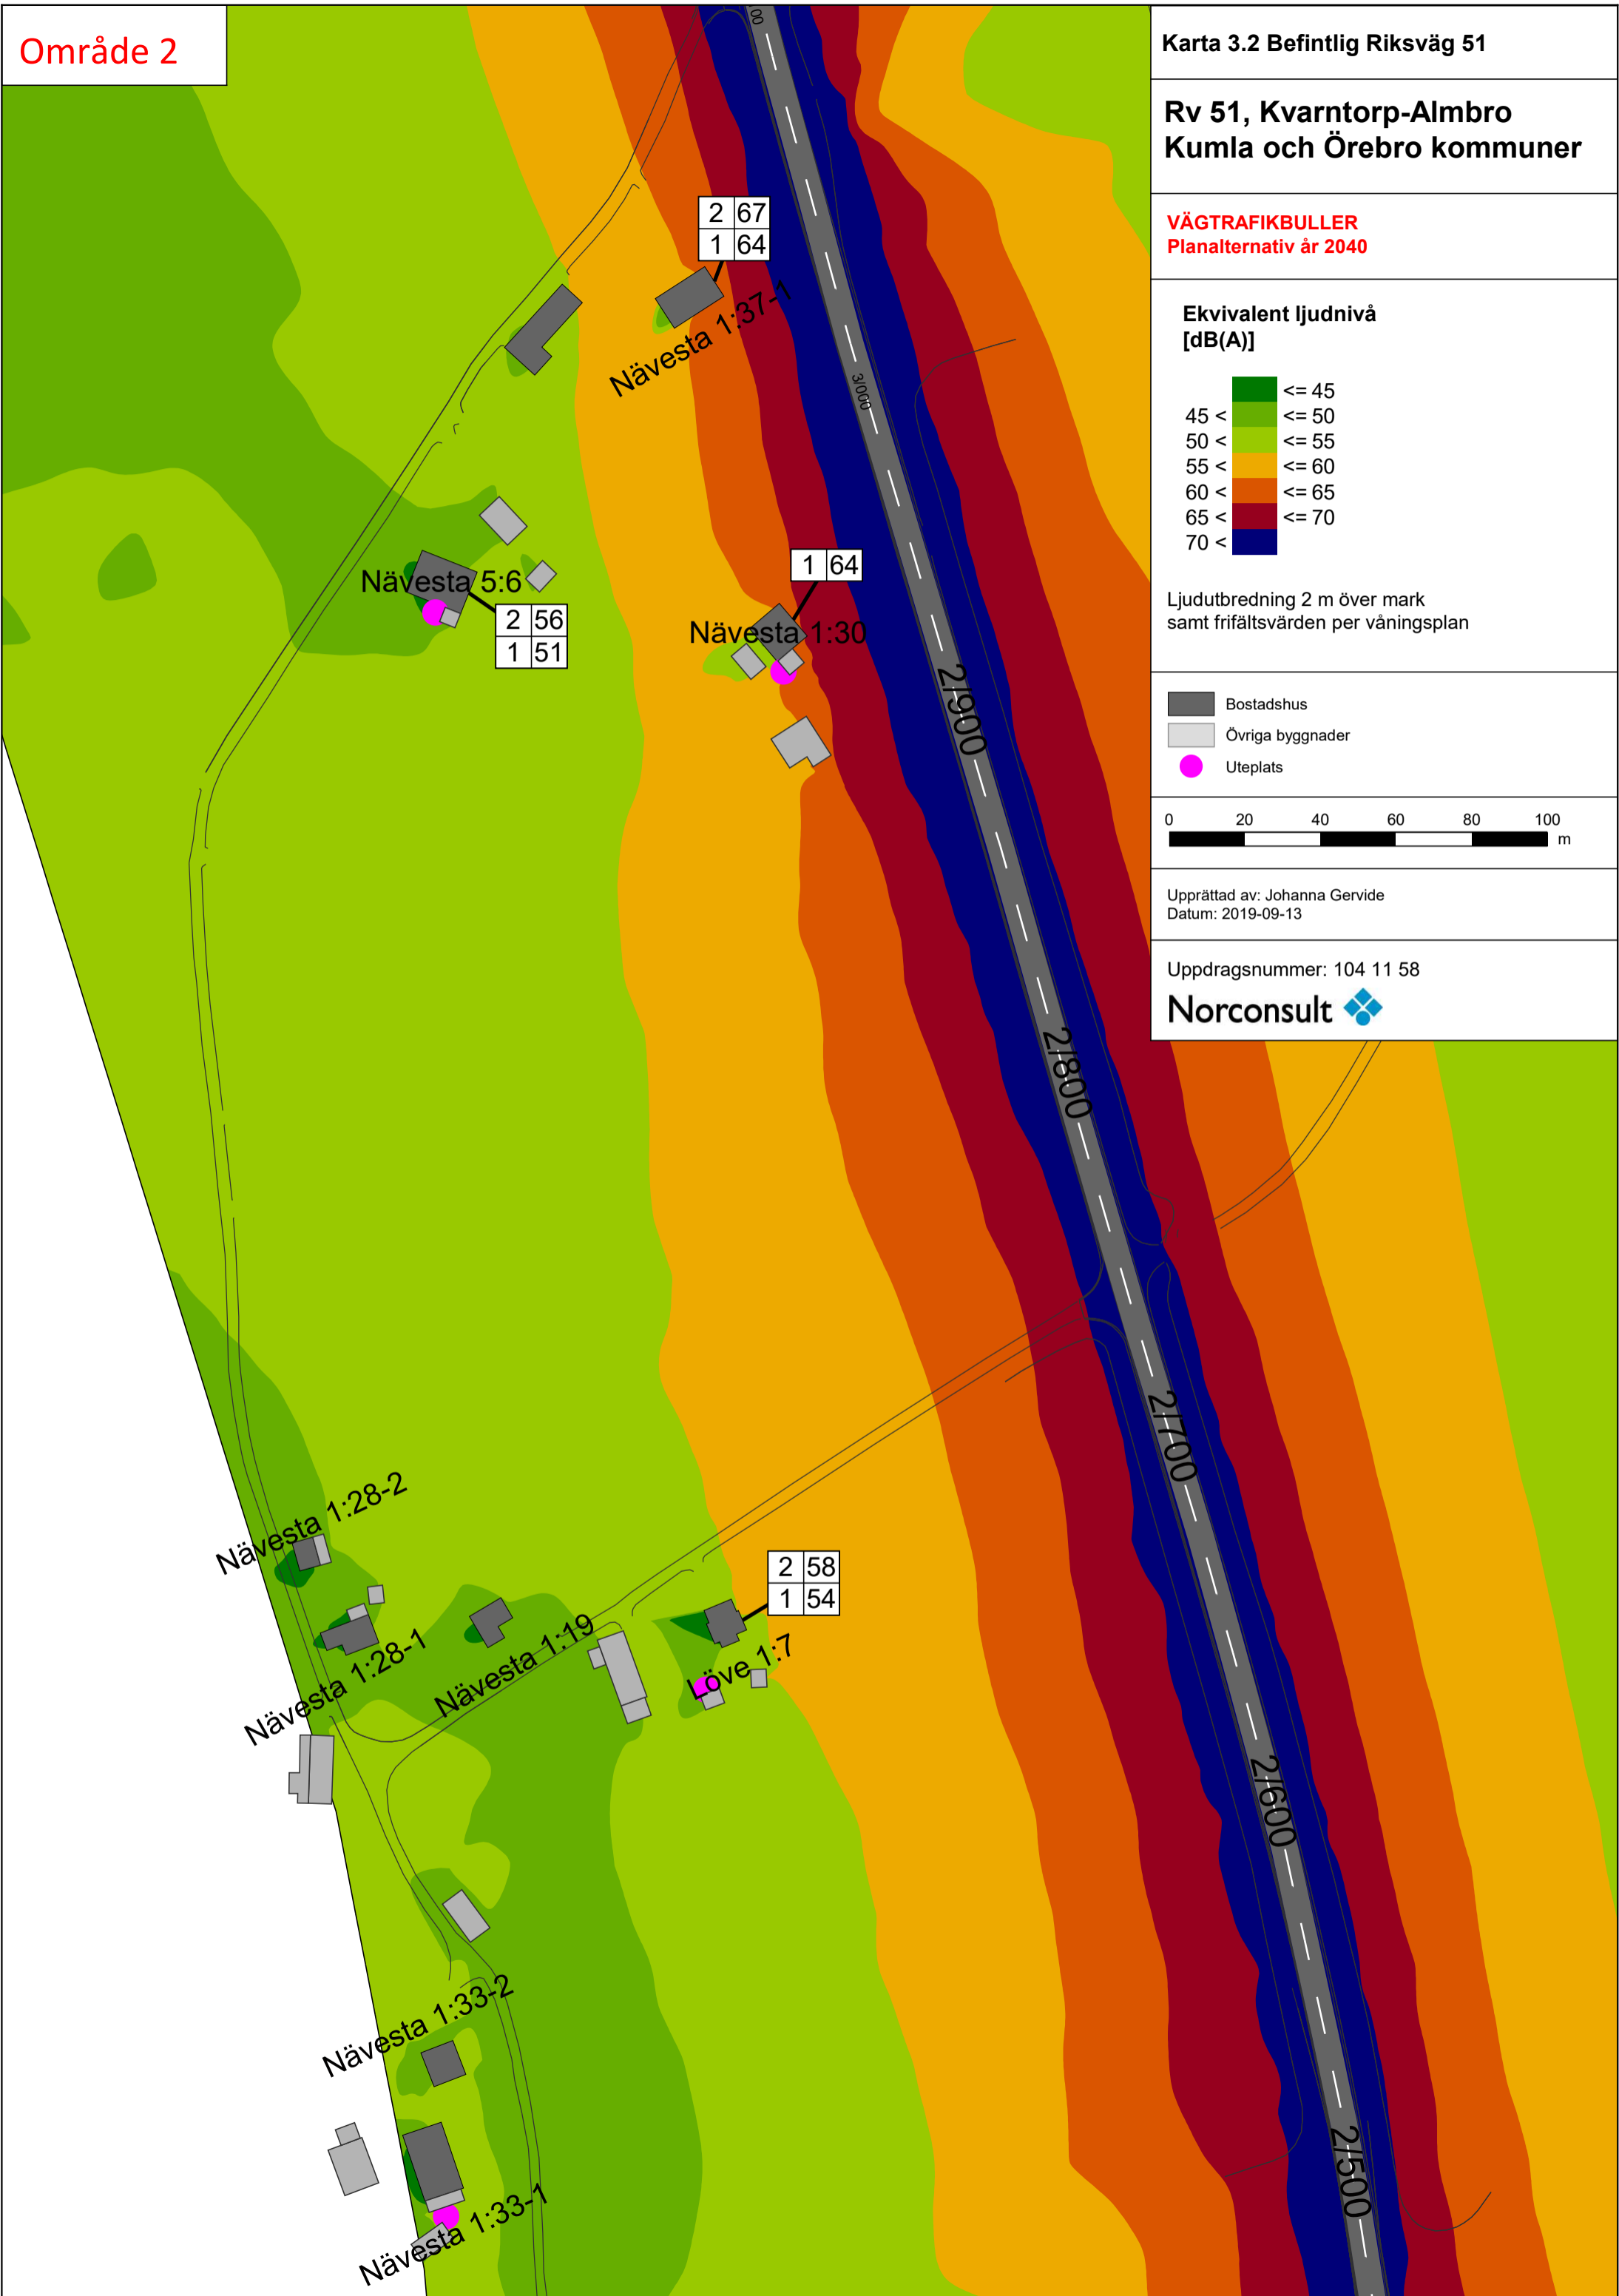 Område 2
Karta 3.2 Befintlig Riksväg 51
Rv 51, Kvarntorp-Almbro
Kumla och Örebro kommuner
VÄGTRAFIKBULLER
Planalternativ år 2040
Ekvivalent ljudnivå
[dB(A)]
<= 45
45 < <= 50
50 < <= 55
55 < <= 60
60 < <= 65
65 < <= 70
70 <
Ljudutbredning 2 m över mark
samt frifältsvärden per våningsplan
Bostadshus
Övriga byggnader
Uteplats
0 20 40 60 80 100
m
Upprättad av: Johanna Gervide
Datum: 2019-09-13
Uppdragsnummer: 104 11 58
Norconsult
00
2 67
1 64
Nävesta 1:37-1
3/000
Nävesta 5:6
2 56
1 51
1 64
Nävesta 1:30
2/900
2/800
2/700
Nävesta 1:28-2
Nävesta 1:28-1
Nävesta 1:19
2 58
1 54
Löve 1:7
2/600
Nävesta 1:33-2
2/500
Nävesta 1:33-1